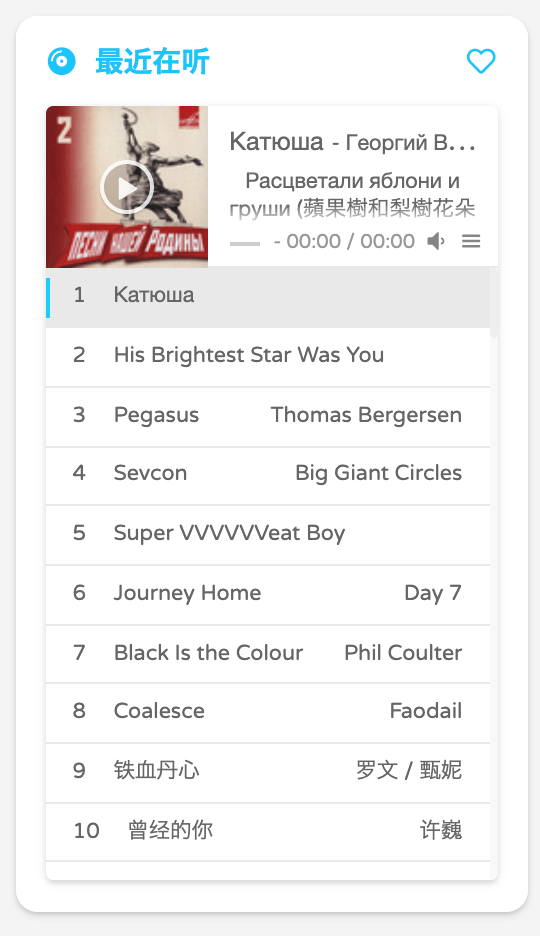 最近在听
2
ПЕСНИ НАШЕЙ РОДИНЫ
Катюша - Георгий В...
Расцветали яблони и
груши (蘋果樹和梨樹花朵
- 00:00 / 00:00
1 Катюша
2 His Brightest Star Was You
3 Pegasus Thomas Bergersen
4 Sevcon Big Giant Circles
5 Super VVVVVVeat Boy
6 Journey Home Day 7
7 Black Is the Colour Phil Coulter
8 Coalesce Faodail
9 铁血丹心 罗文 / 甄妮
10 曾经的你 许巍